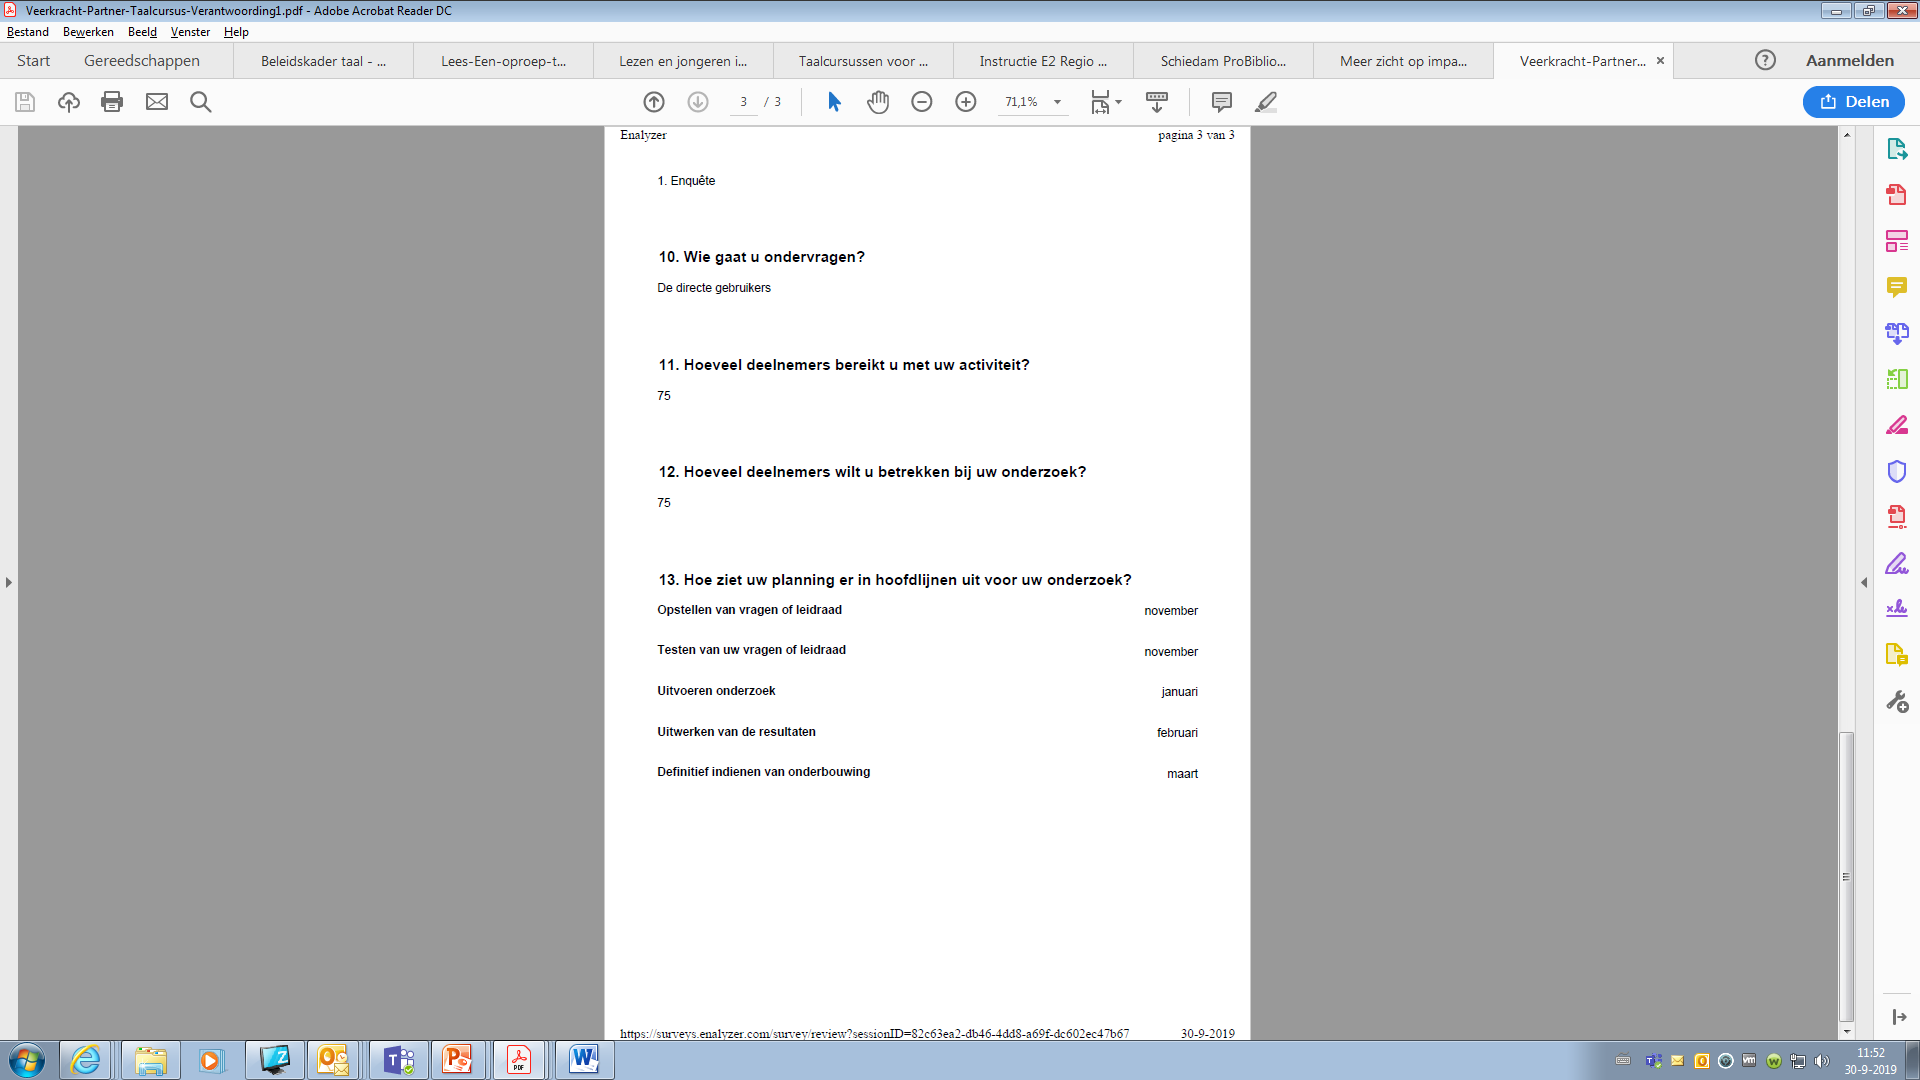 Veerkracht-Partner-Taalcursus-Verantwoording1.pdf - Adobe Acrobat Reader DC
Bestand Bewerken Beeld Venster Help
Start Gereedschappen Beleidskader taal - ... Lees-Een-oproep-t... Lezen en jongeren i... Taalcursussen voor ... Instructie E2 Regio ... Schiedam ProBiblio... Meer zicht op impa... Veerkracht-Partner... × Aanmelden
3 / 3 71,1% Delen
Enalyzer pagina 3 van 3
1. Enquête
10. Wie gaat u ondervragen?
De directe gebruikers
11. Hoeveel deelnemers bereikt u met uw activiteit?
75
12. Hoeveel deelnemers wilt u betrekken bij uw onderzoek?
75
13. Hoe ziet uw planning er in hoofdlijnen uit voor uw onderzoek?
Opstellen van vragen of leidraad november
Testen van uw vragen of leidraad november
Uitvoeren onderzoek januari
Uitwerken van de resultaten februari
Definitief indienen van onderbouwing maart
https://surveys.enalyzer.com/survey/review?sessionID=82c63ea2-db46-4dd8-a69f-dc602ec47b67 30-9-2019
11:52
30-9-2019